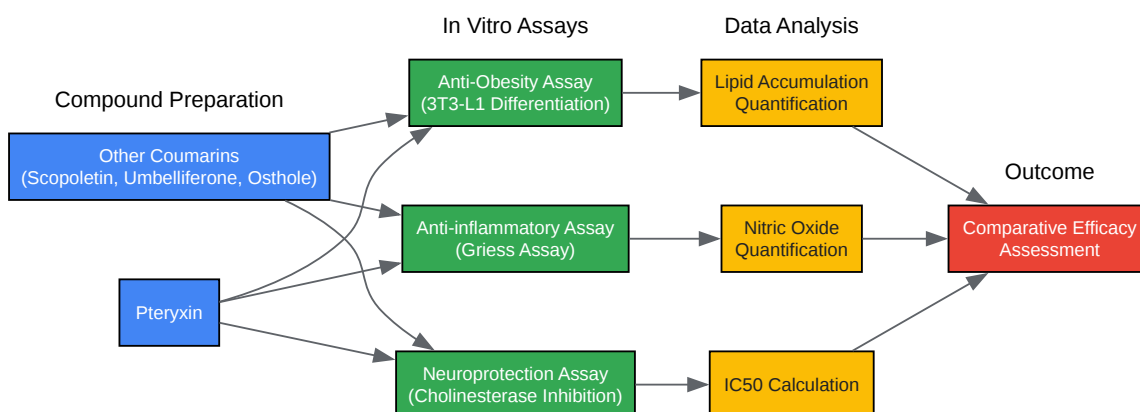 Compound Preparation
Other Coumarins
(Scopoletin, Umbelliferone, Osthole)
Pteryxin
In Vitro Assays
Anti-Obesity Assay
(3T3-L1 Differentiation)
Anti-inflammatory Assay
(Griess Assay)
Neuroprotection Assay
(Cholinesterase Inhibition)
Data Analysis
Lipid Accumulation
Quantification
Nitric Oxide
Quantification
IC50 Calculation
Outcome
Comparative Efficacy
Assessment